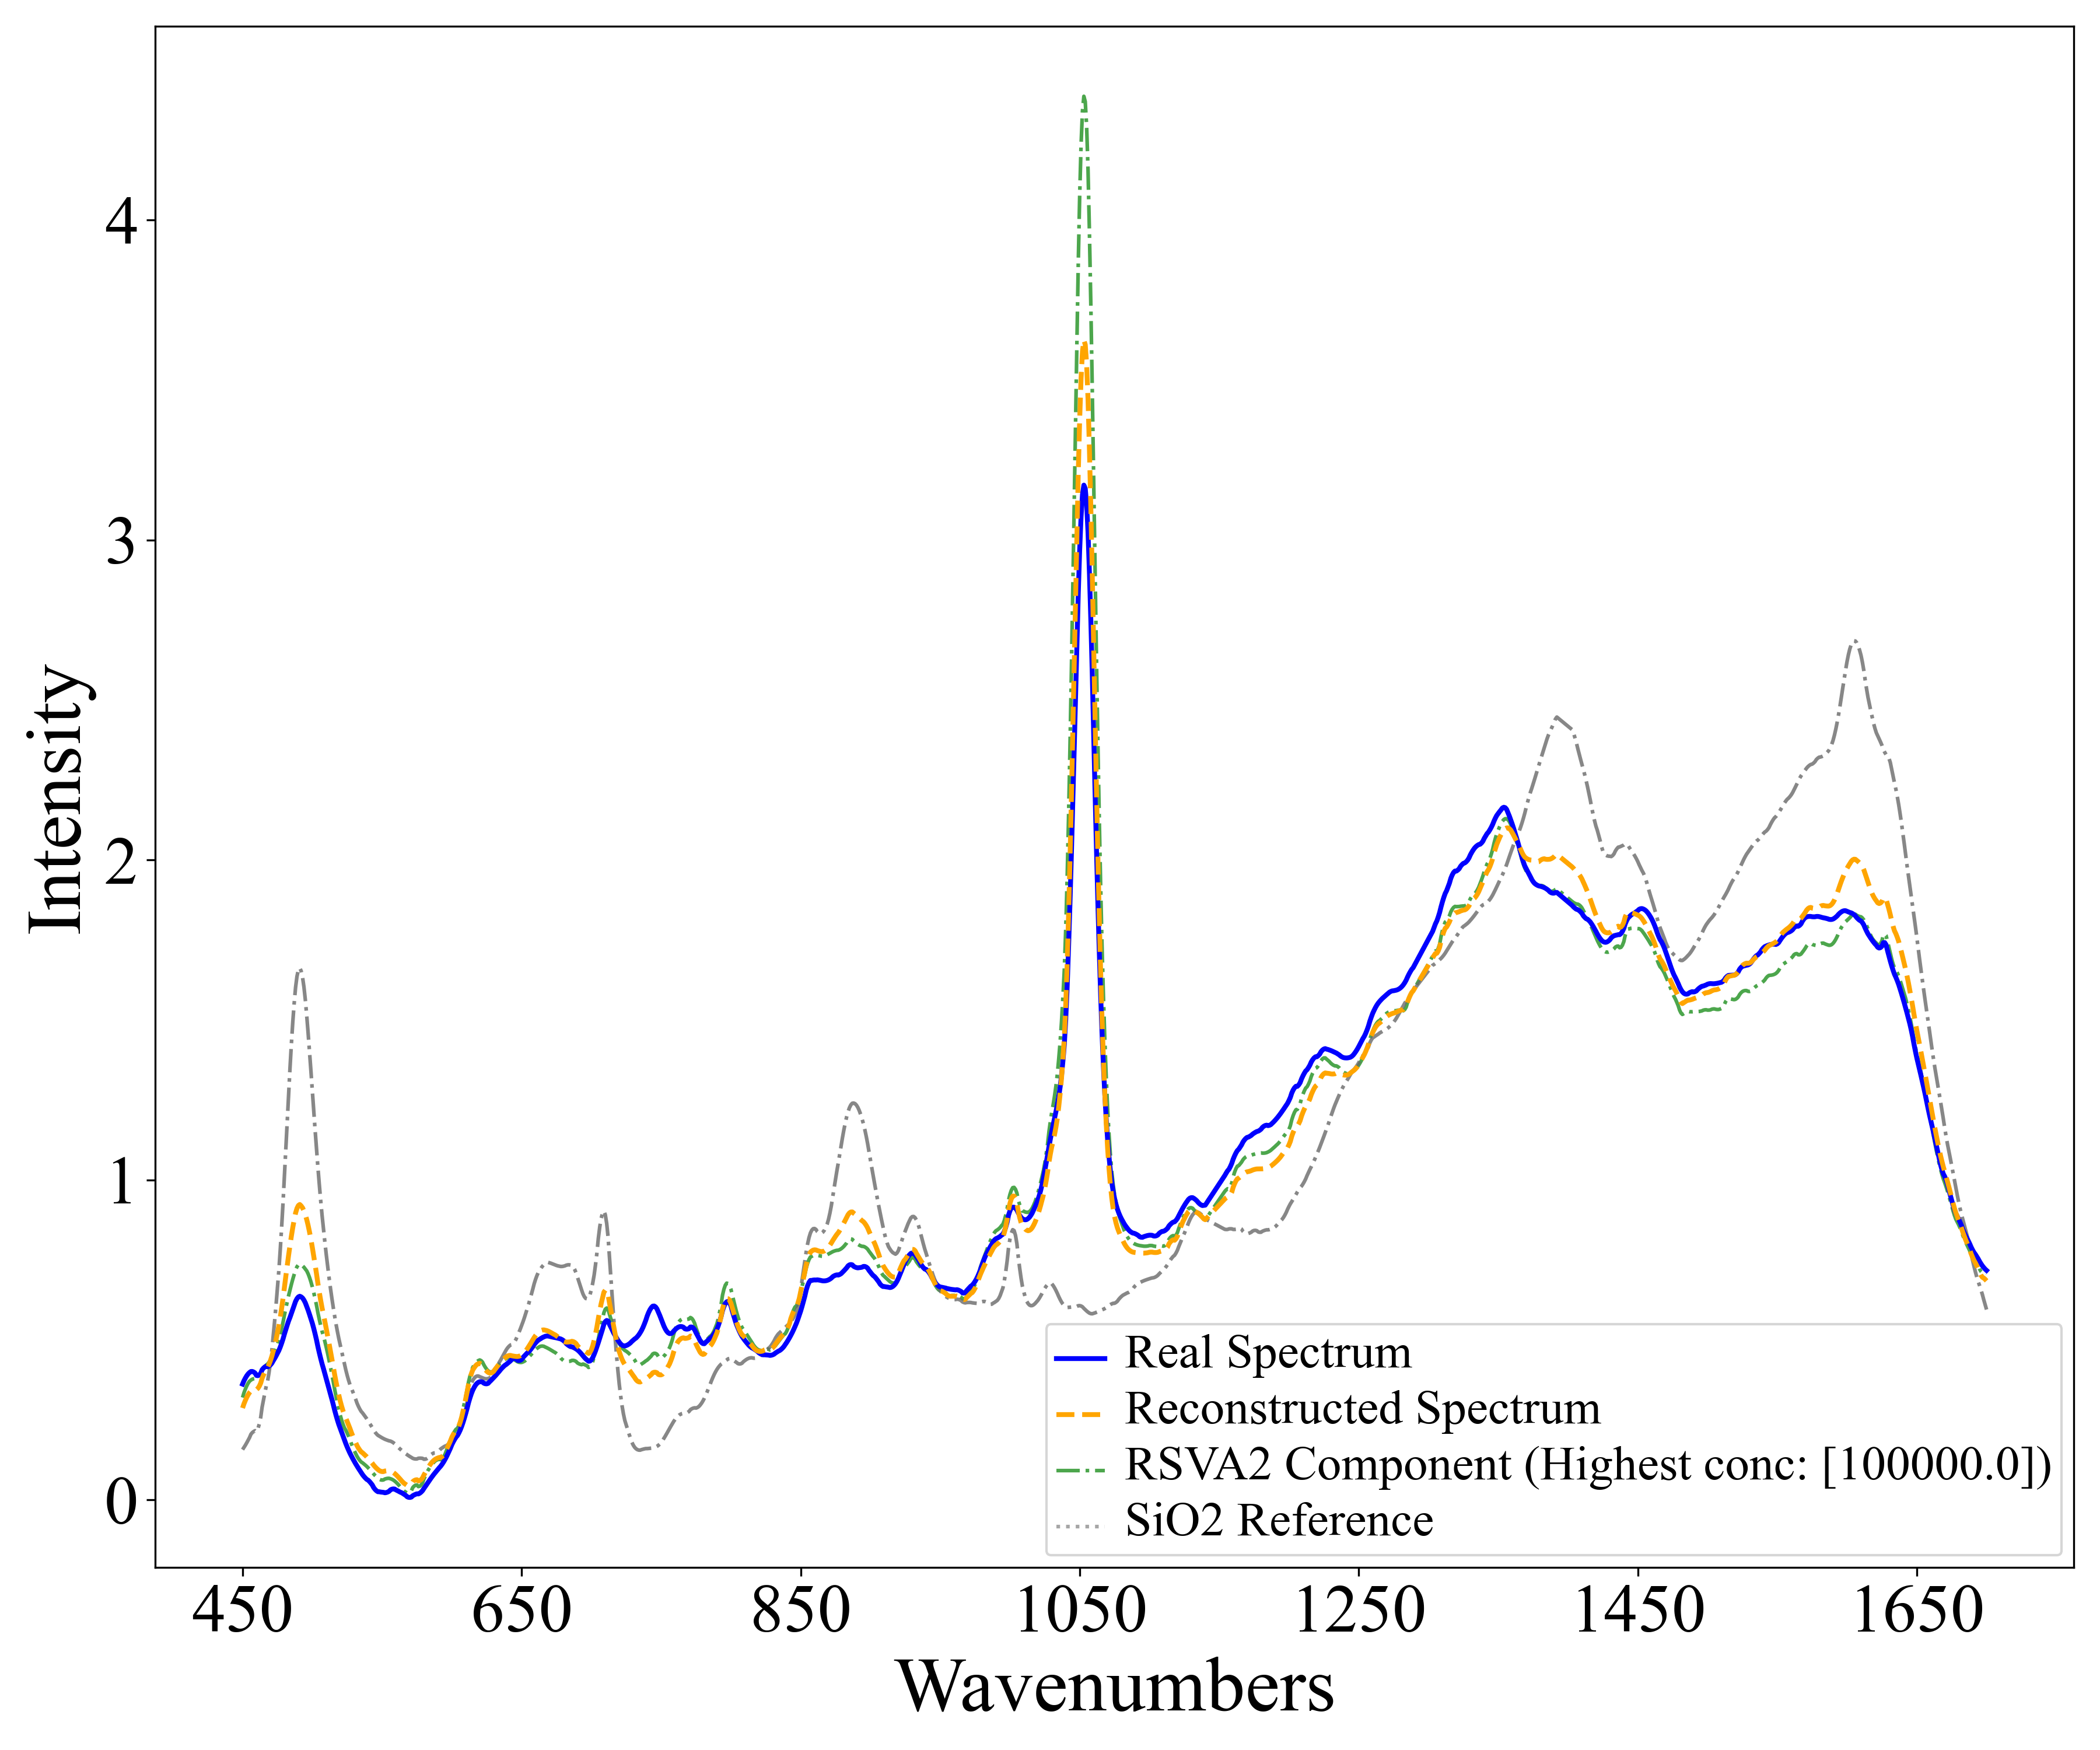 Intensity
4
3
2
1
0
Real Spectrum
Reconstructed Spectrum
RSVA2 Component (Highest conc: [100000.0])
SiO2 Reference
450 650 850 1050 1250 1450 1650
Wavenumbers